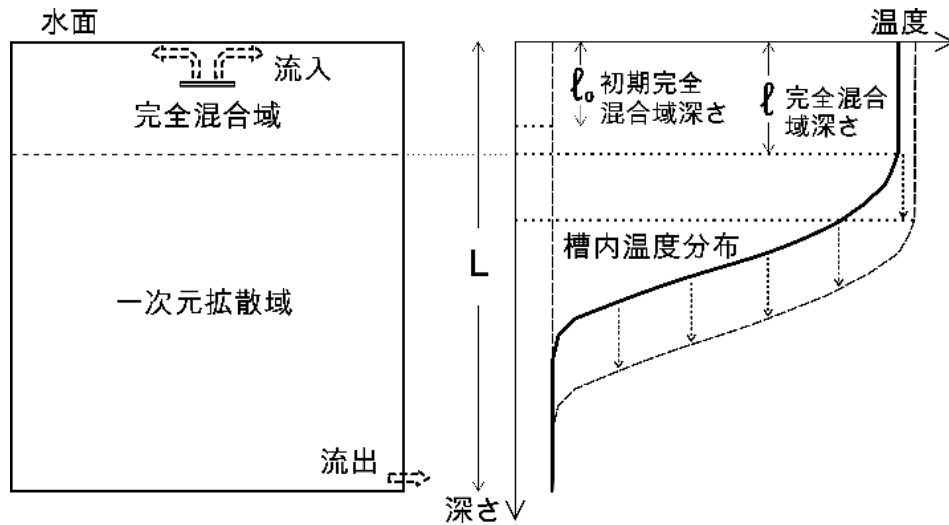 水面
流入
完全混合域
一次元拡散域
流出
温度
ℓ₀ 初期完全
混合域深さ
ℓ 完全混合
域深さ
槽内温度分布
L
深さ